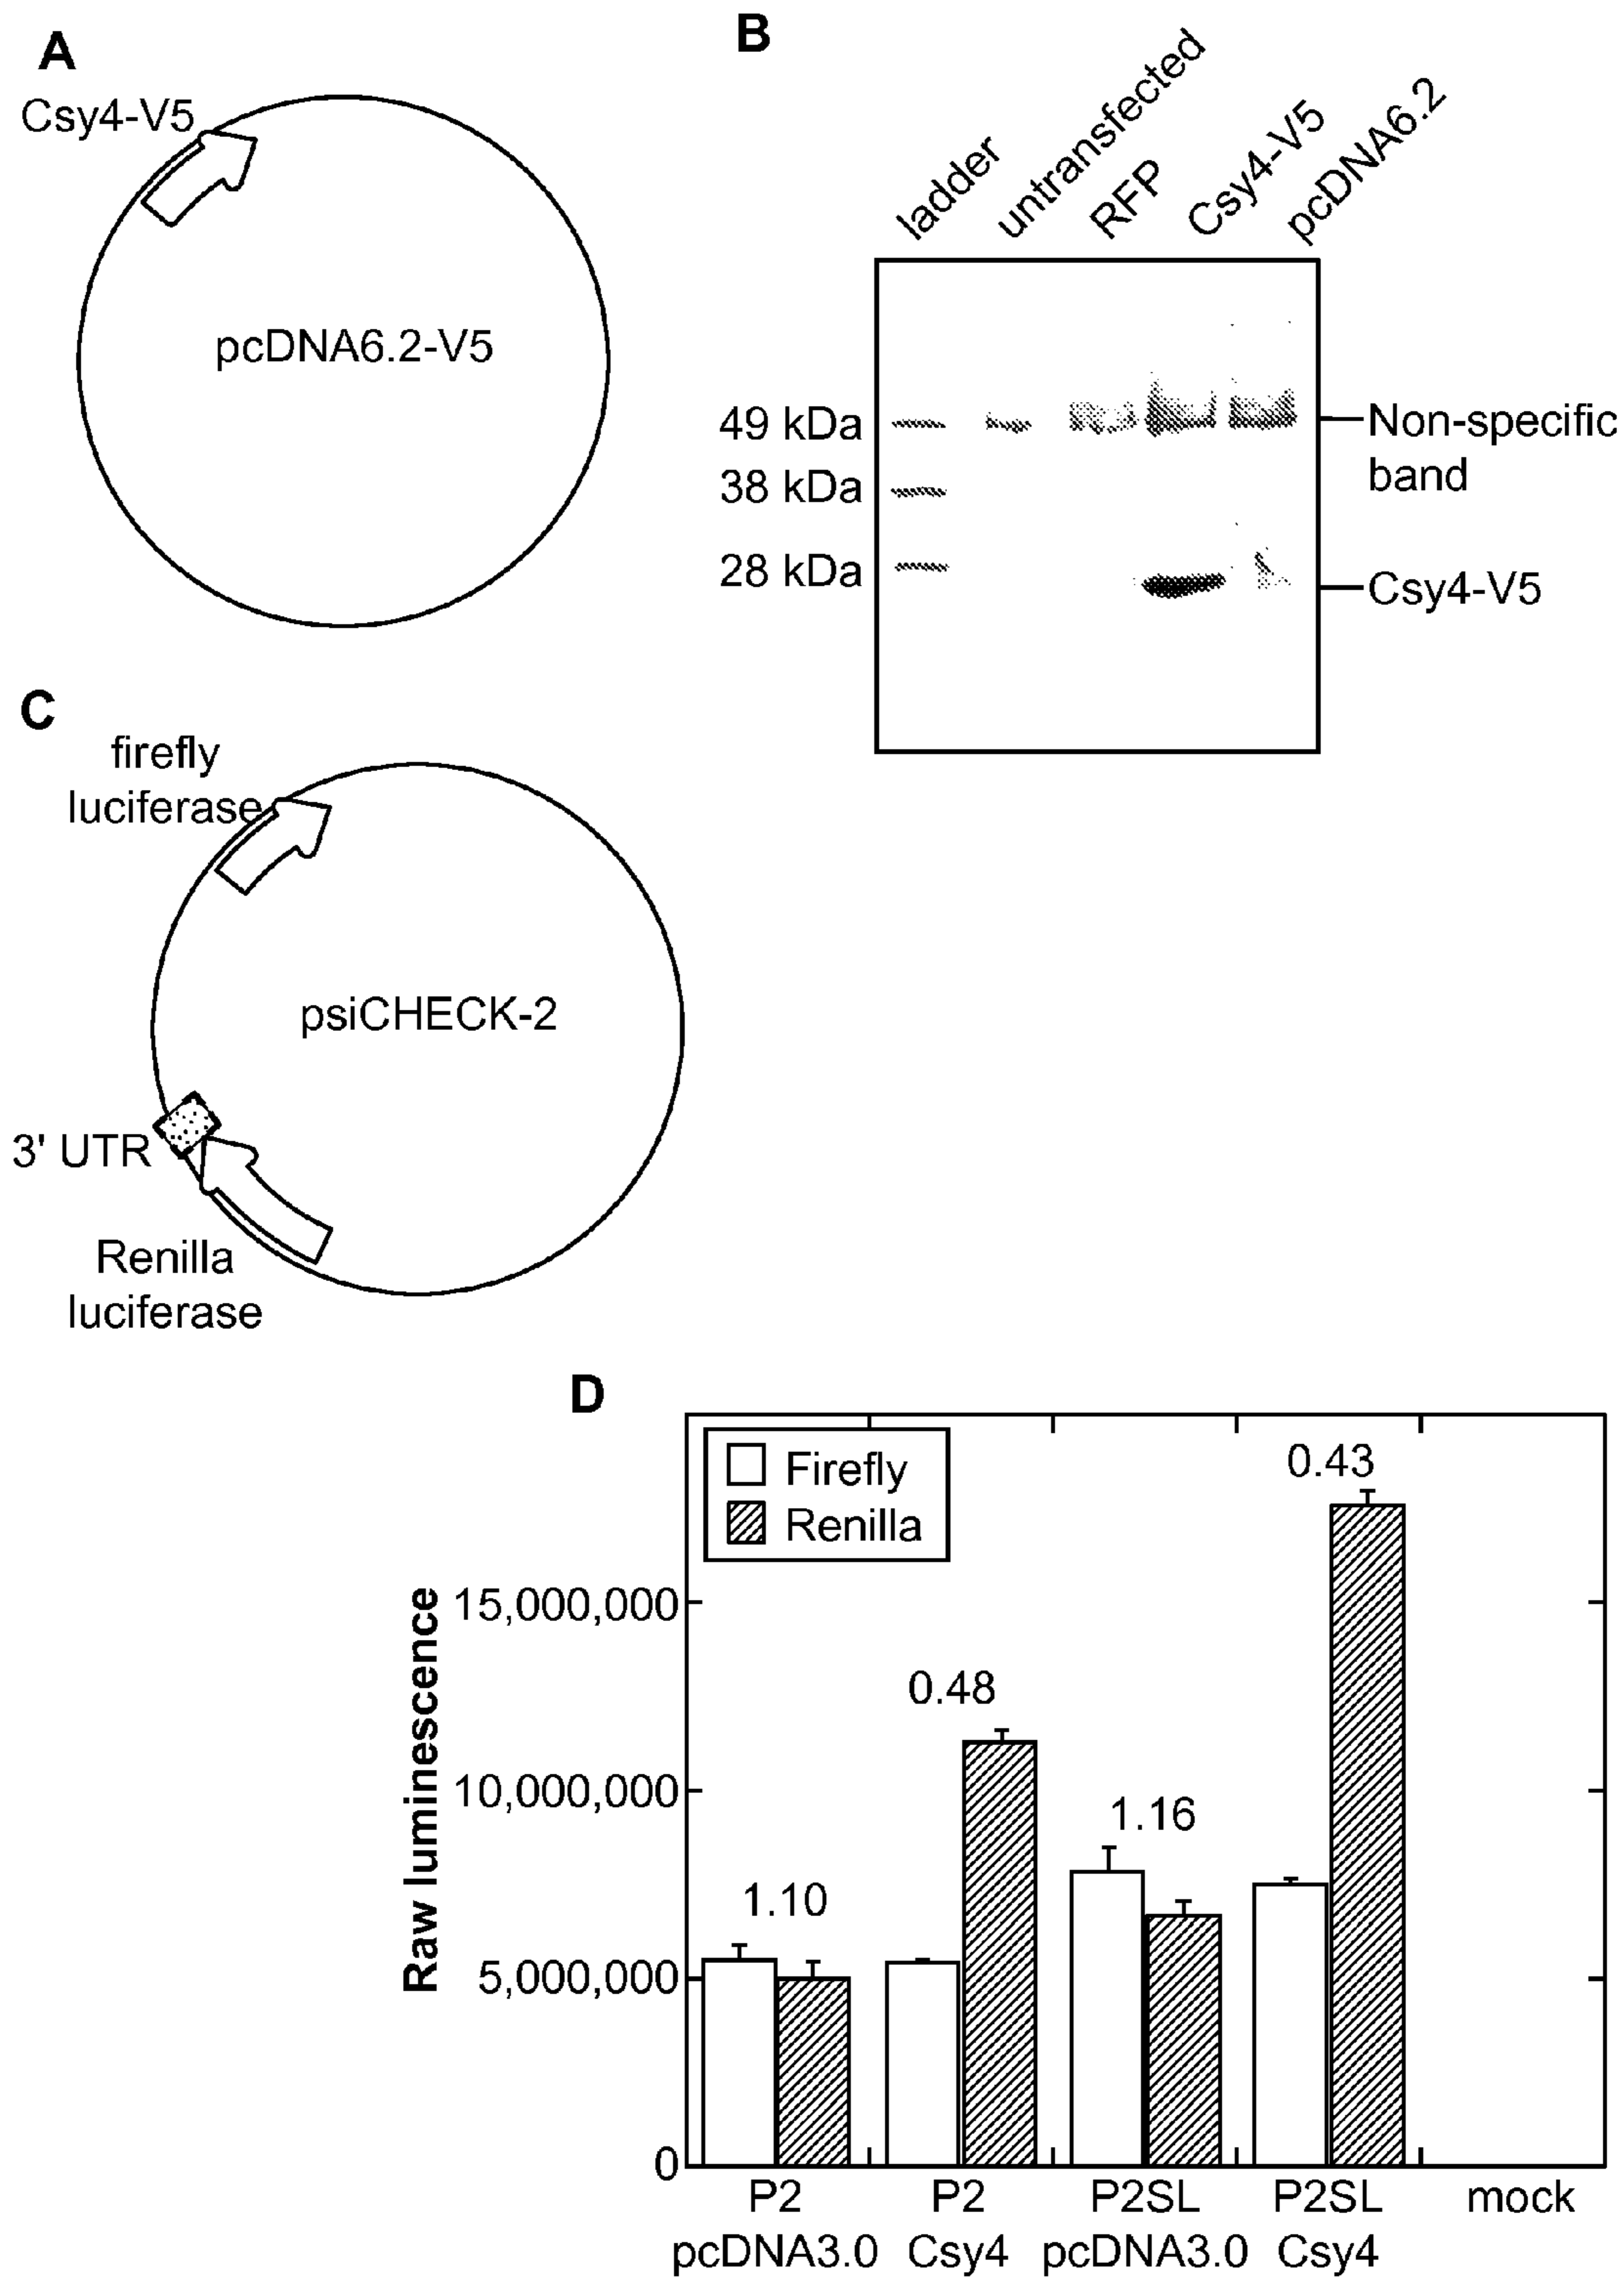 A
Csy4-V5
pcDNA6.2-V5
B
ladder
untransfected
RFP
Csy4-V5
pcDNA6.2
49 kDa
38 kDa
28 kDa
Non-specific
band
Csy4-V5
C
firefly
luciferase
psiCHECK-2
3' UTR
Renilla
luciferase
D
Firefly
Renilla
Raw luminescence
15,000,000
10,000,000
5,000,000
0
1.10
0.48
1.16
0.43
P2
pcDNA3.0
P2
Csy4
P2SL
pcDNA3.0
P2SL
Csy4
mock